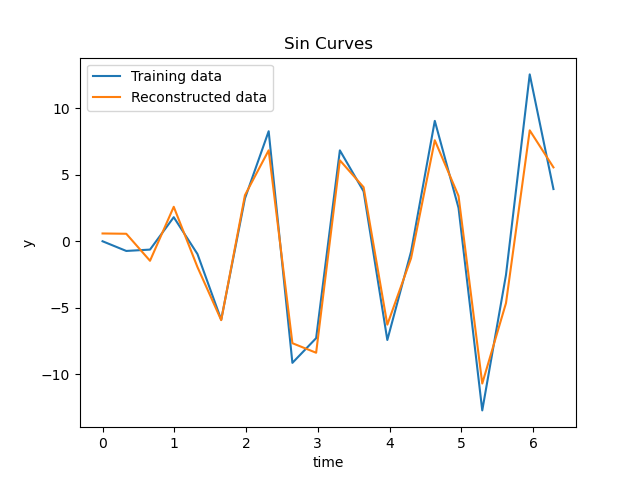 Sin Curves
Training data
Reconstructed data
10
5
0
−5
−10
y
0 1 2 3 4 5 6
time